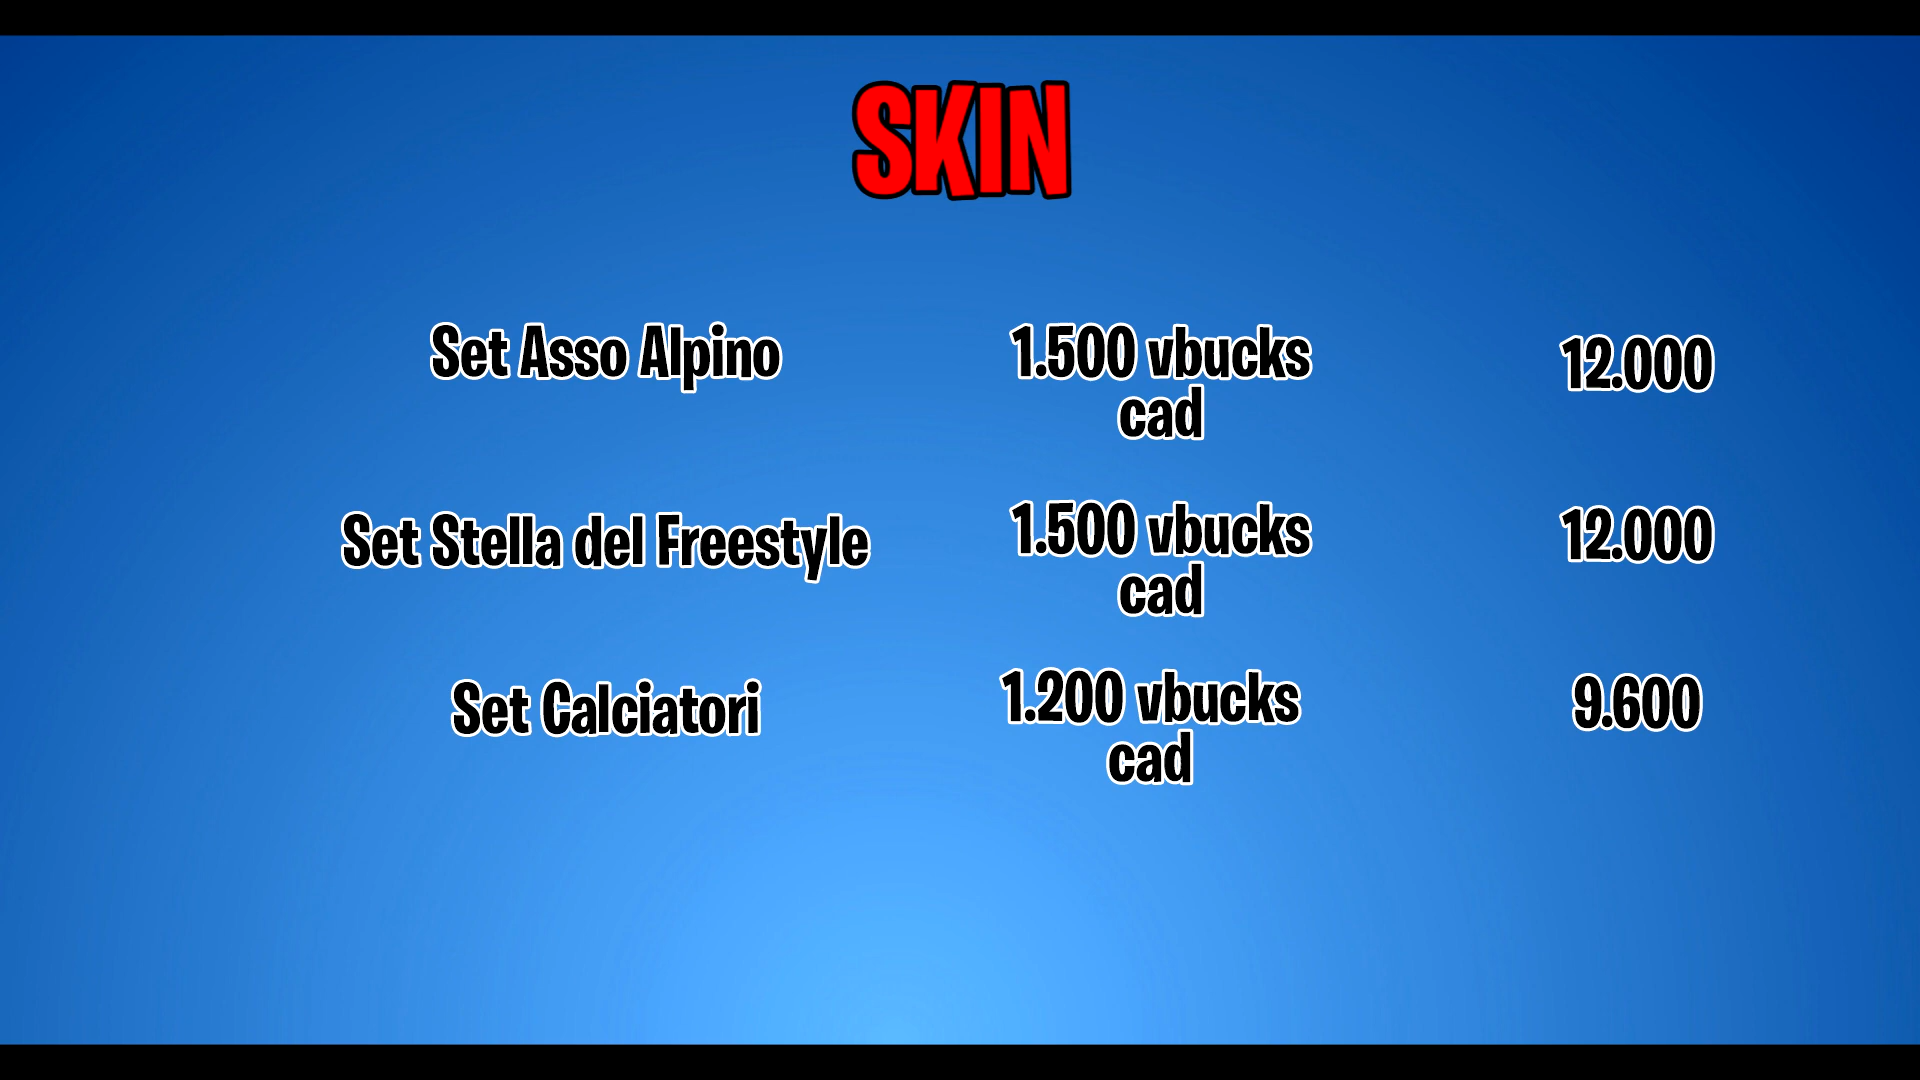 SKIN
Set Asso Alpino
1.500 vbucks
cad
12.000
Set Stella del Freestyle
1.500 vbucks
cad
12.000
Set Calciatori
1.200 vbucks
cad
9.600